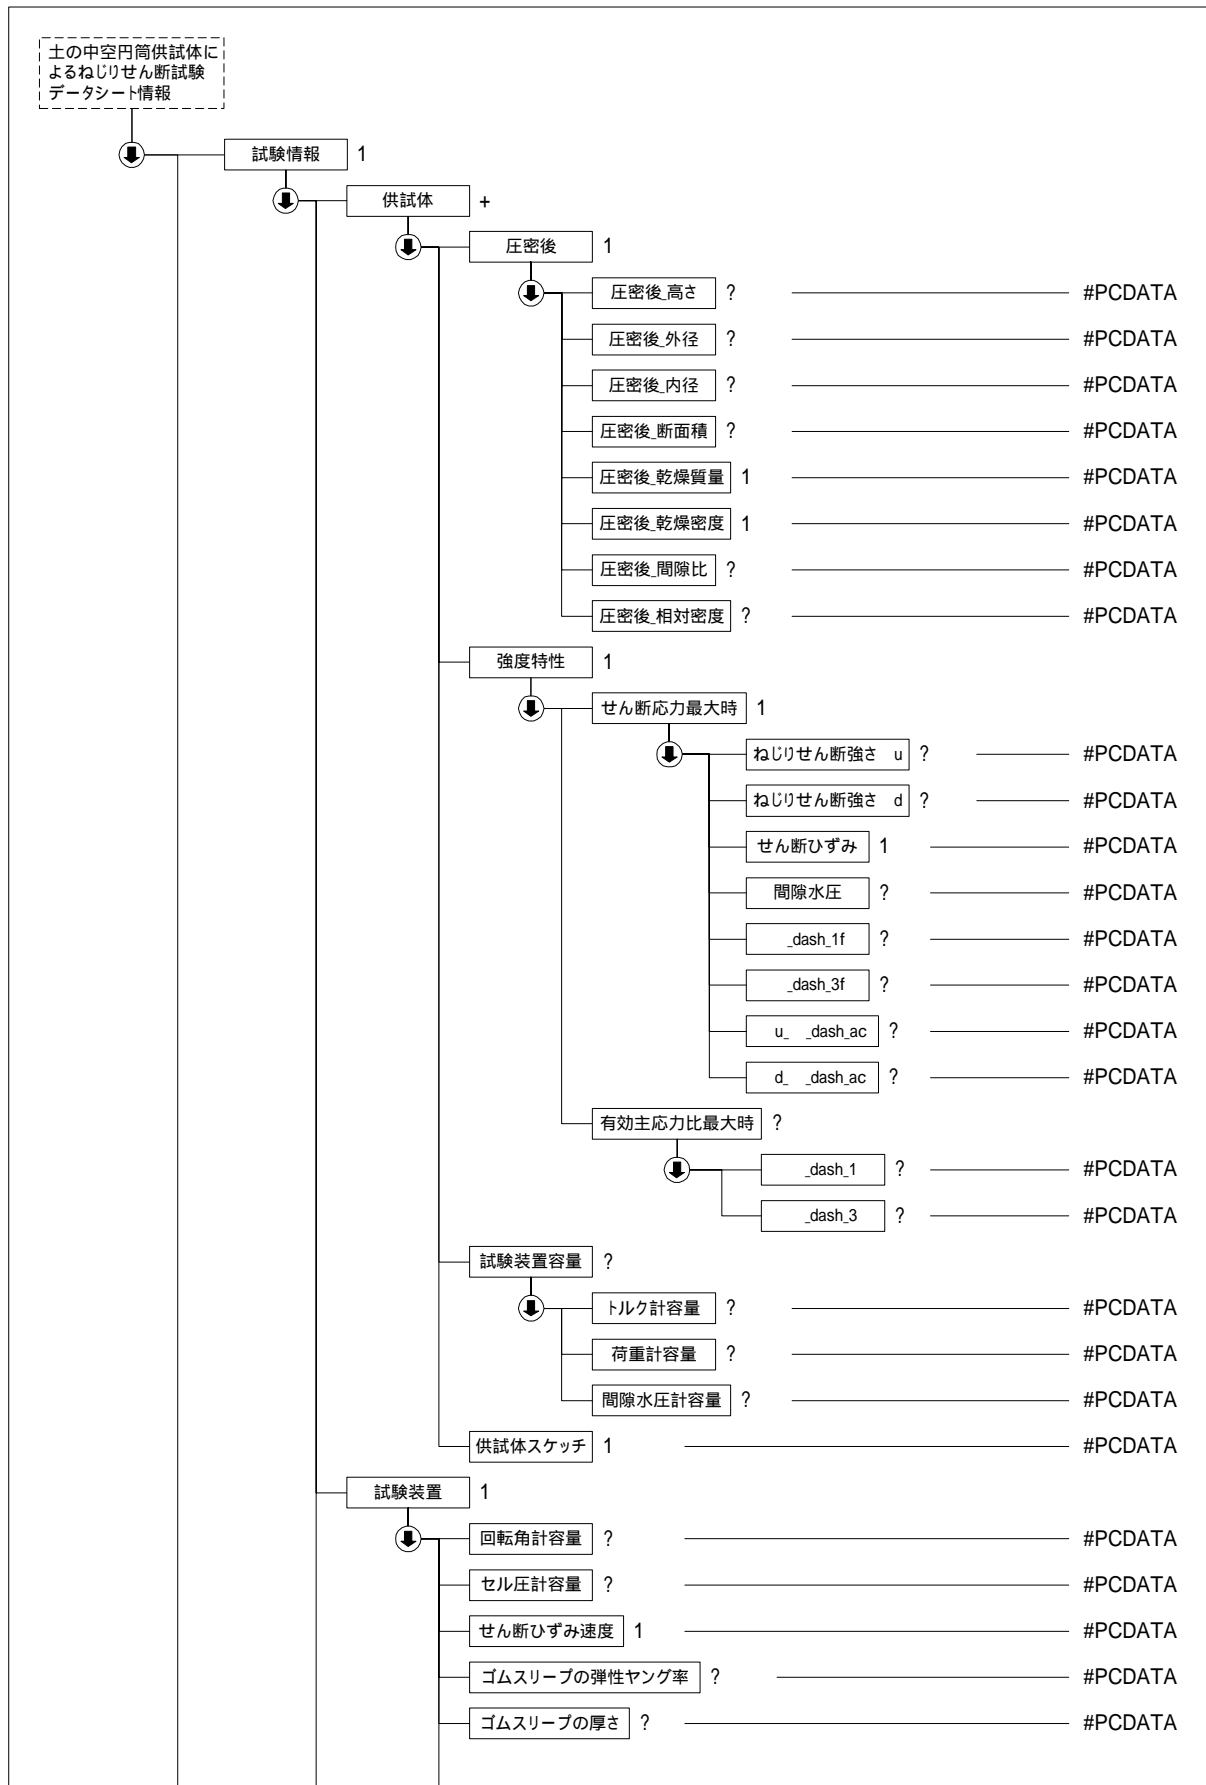 土の中空円筒供試体に
よるねじりせん断試験
データシート情報
試験情報 1
供試体 +
圧密後 1
圧密後_高さ ? #PCDATA
圧密後_外径 ? #PCDATA
圧密後_内径 ? #PCDATA
圧密後_断面積 ? #PCDATA
圧密後_乾燥質量 1 #PCDATA
圧密後_乾燥密度 1 #PCDATA
圧密後_間隙比 ? #PCDATA
圧密後_相対密度 ? #PCDATA
強度特性 1
せん断応力最大時 1
ねじりせん断強さ u ? #PCDATA
ねじりせん断強さ d ? #PCDATA
せん断ひずみ 1 #PCDATA
間隙水圧 ? #PCDATA
_dash_1f ? #PCDATA
_dash_3f ? #PCDATA
u_ _dash_ac ? #PCDATA
d_ _dash_ac ? #PCDATA
有効主応力比最大時 ?
_dash_1 ? #PCDATA
_dash_3 ? #PCDATA
試験装置容量 ?
トルク計容量 ? #PCDATA
荷重計容量 ? #PCDATA
間隙水圧計容量 ? #PCDATA
供試体スケッチ 1 #PCDATA
試験装置 1
回転角計容量 ? #PCDATA
セル圧計容量 ? #PCDATA
せん断ひずみ速度 1 #PCDATA
ゴムスリーブの弾性ヤング率 ? #PCDATA
ゴムスリーブの厚さ ? #PCDATA